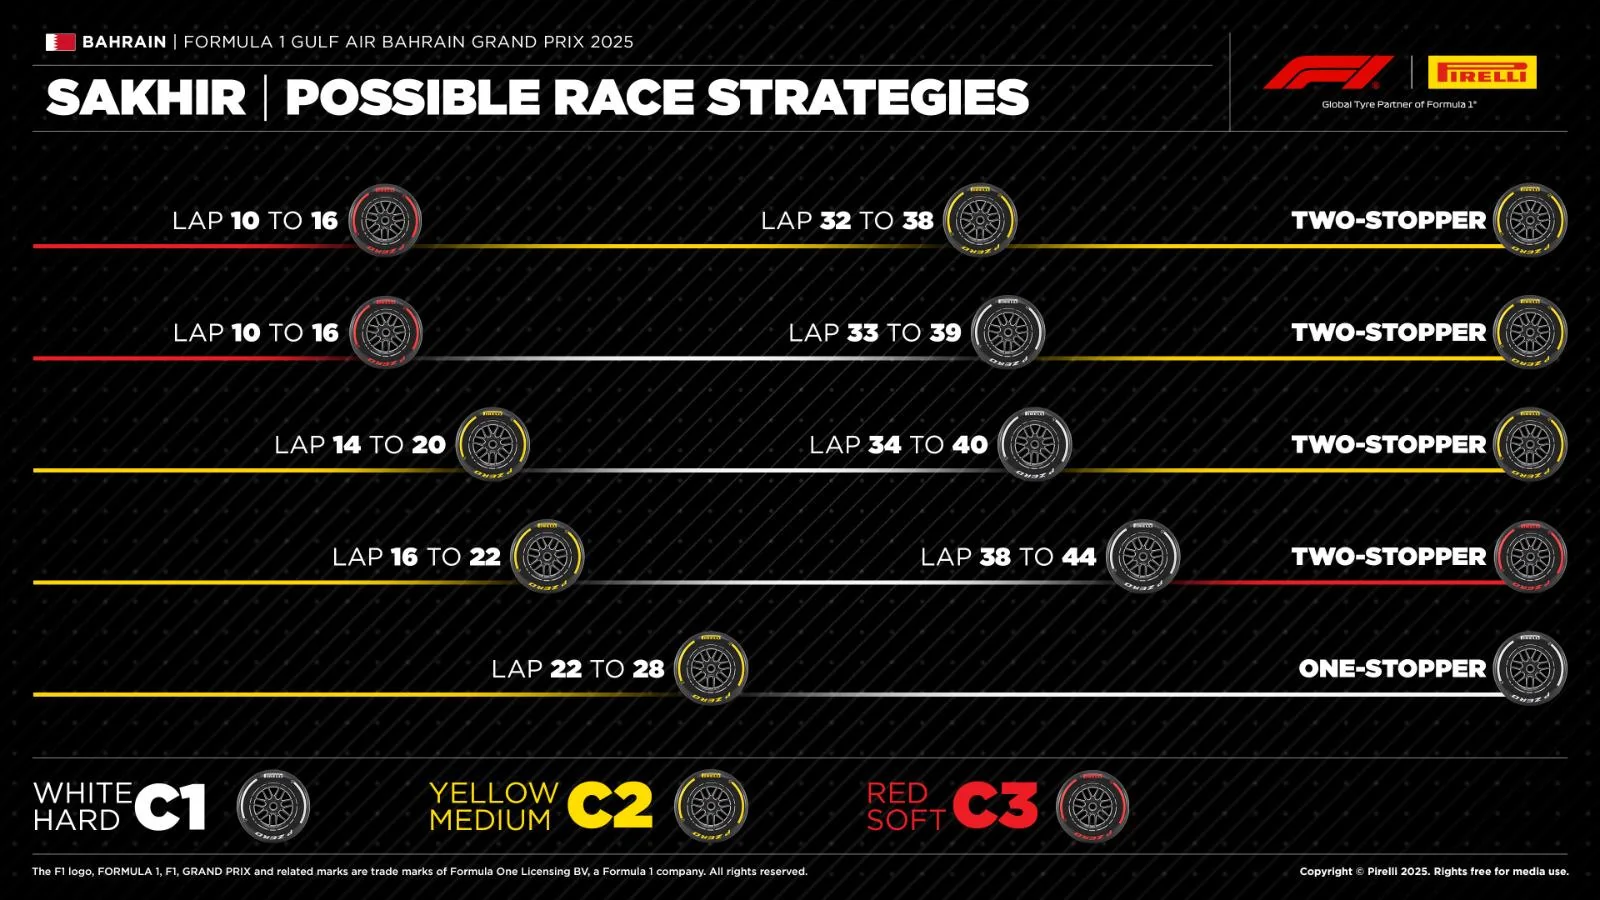 BAHRAIN | FORMULA 1 GULF AIR BAHRAIN GRAND PRIX 2025
SAKHIR | POSSIBLE RACE STRATEGIES
F1 | PIRELLI
Global Tyre Partner of Formula 1®
LAP 10 TO 16
LAP 32 TO 38
TWO-STOPPER
LAP 10 TO 16
LAP 33 TO 39
TWO-STOPPER
LAP 14 TO 20
LAP 34 TO 40
TWO-STOPPER
LAP 16 TO 22
LAP 38 TO 44
TWO-STOPPER
LAP 22 TO 28
ONE-STOPPER
WHITE
HARD
C1
YELLOW
MEDIUM
C2
RED
SOFT
C3
The F1 logo, FORMULA 1, F1, GRAND PRIX and related marks are trade marks of Formula One Licensing BV, a Formula 1 company. All rights reserved.
Copyright © Pirelli 2025. Rights free for media use.